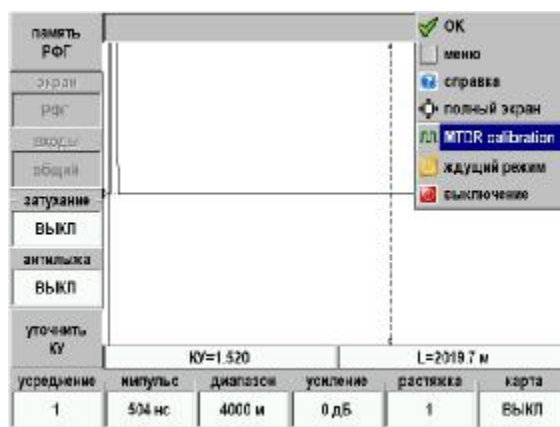 память
РФГ
экран
РФГ
входы
общий
затухание
ВЫКЛ
антилыжа
ВЫКЛ
уточнить
КУ
OK
меню
справка
полный экран
MTDR calibration
ждущий режим
выключение
КУ=1.520
L=2019.7 м
усреднение
импульс
диапазон
усиление
растяжка
карта
1
504 нс
4000 м
0 дБ
1
ВЫКЛ